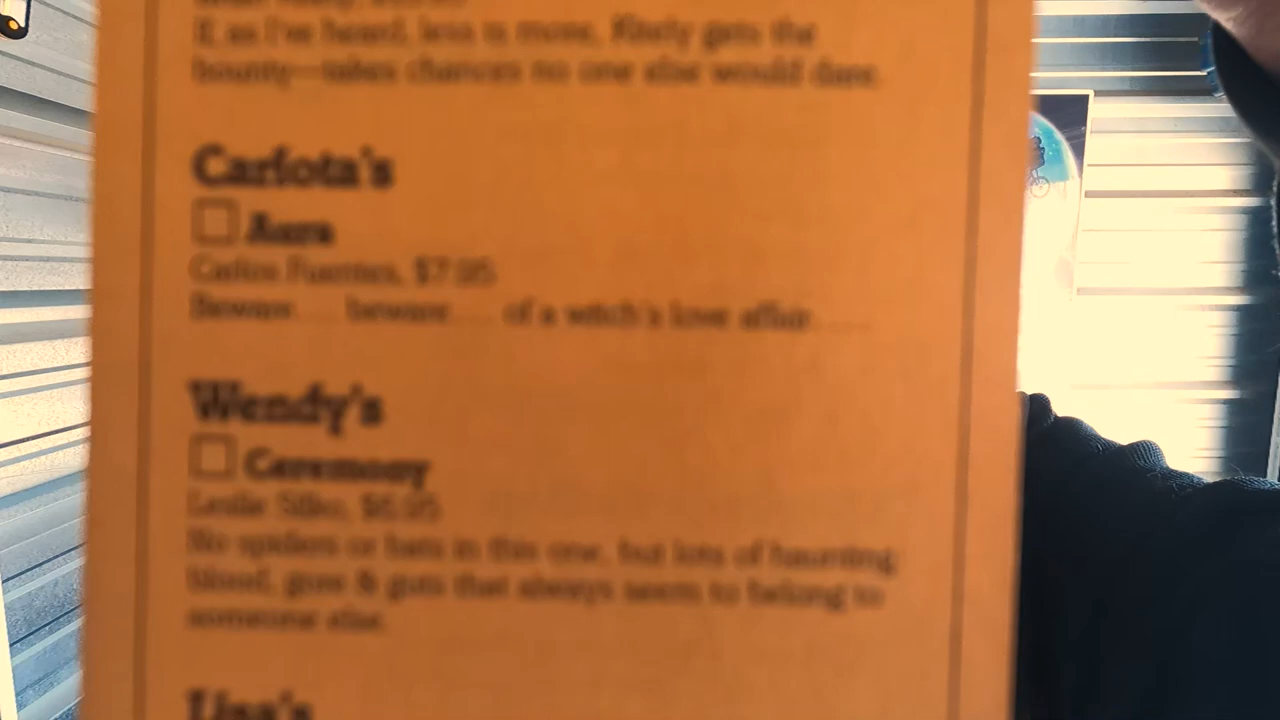 If as I've heard, less is more, Kiely gets the
bounty—takes chances no one else would dare.
Carlota's
Aura
Carlos Fuentes, $7.95
Beware .... beware .... of a witch's love affair ......
Wendy's
Ceremony
Leslie Silko, $6.95
No spiders or bats in this one, but lots of haunting
blood, gore & guts that always seem to belong to
someone else.